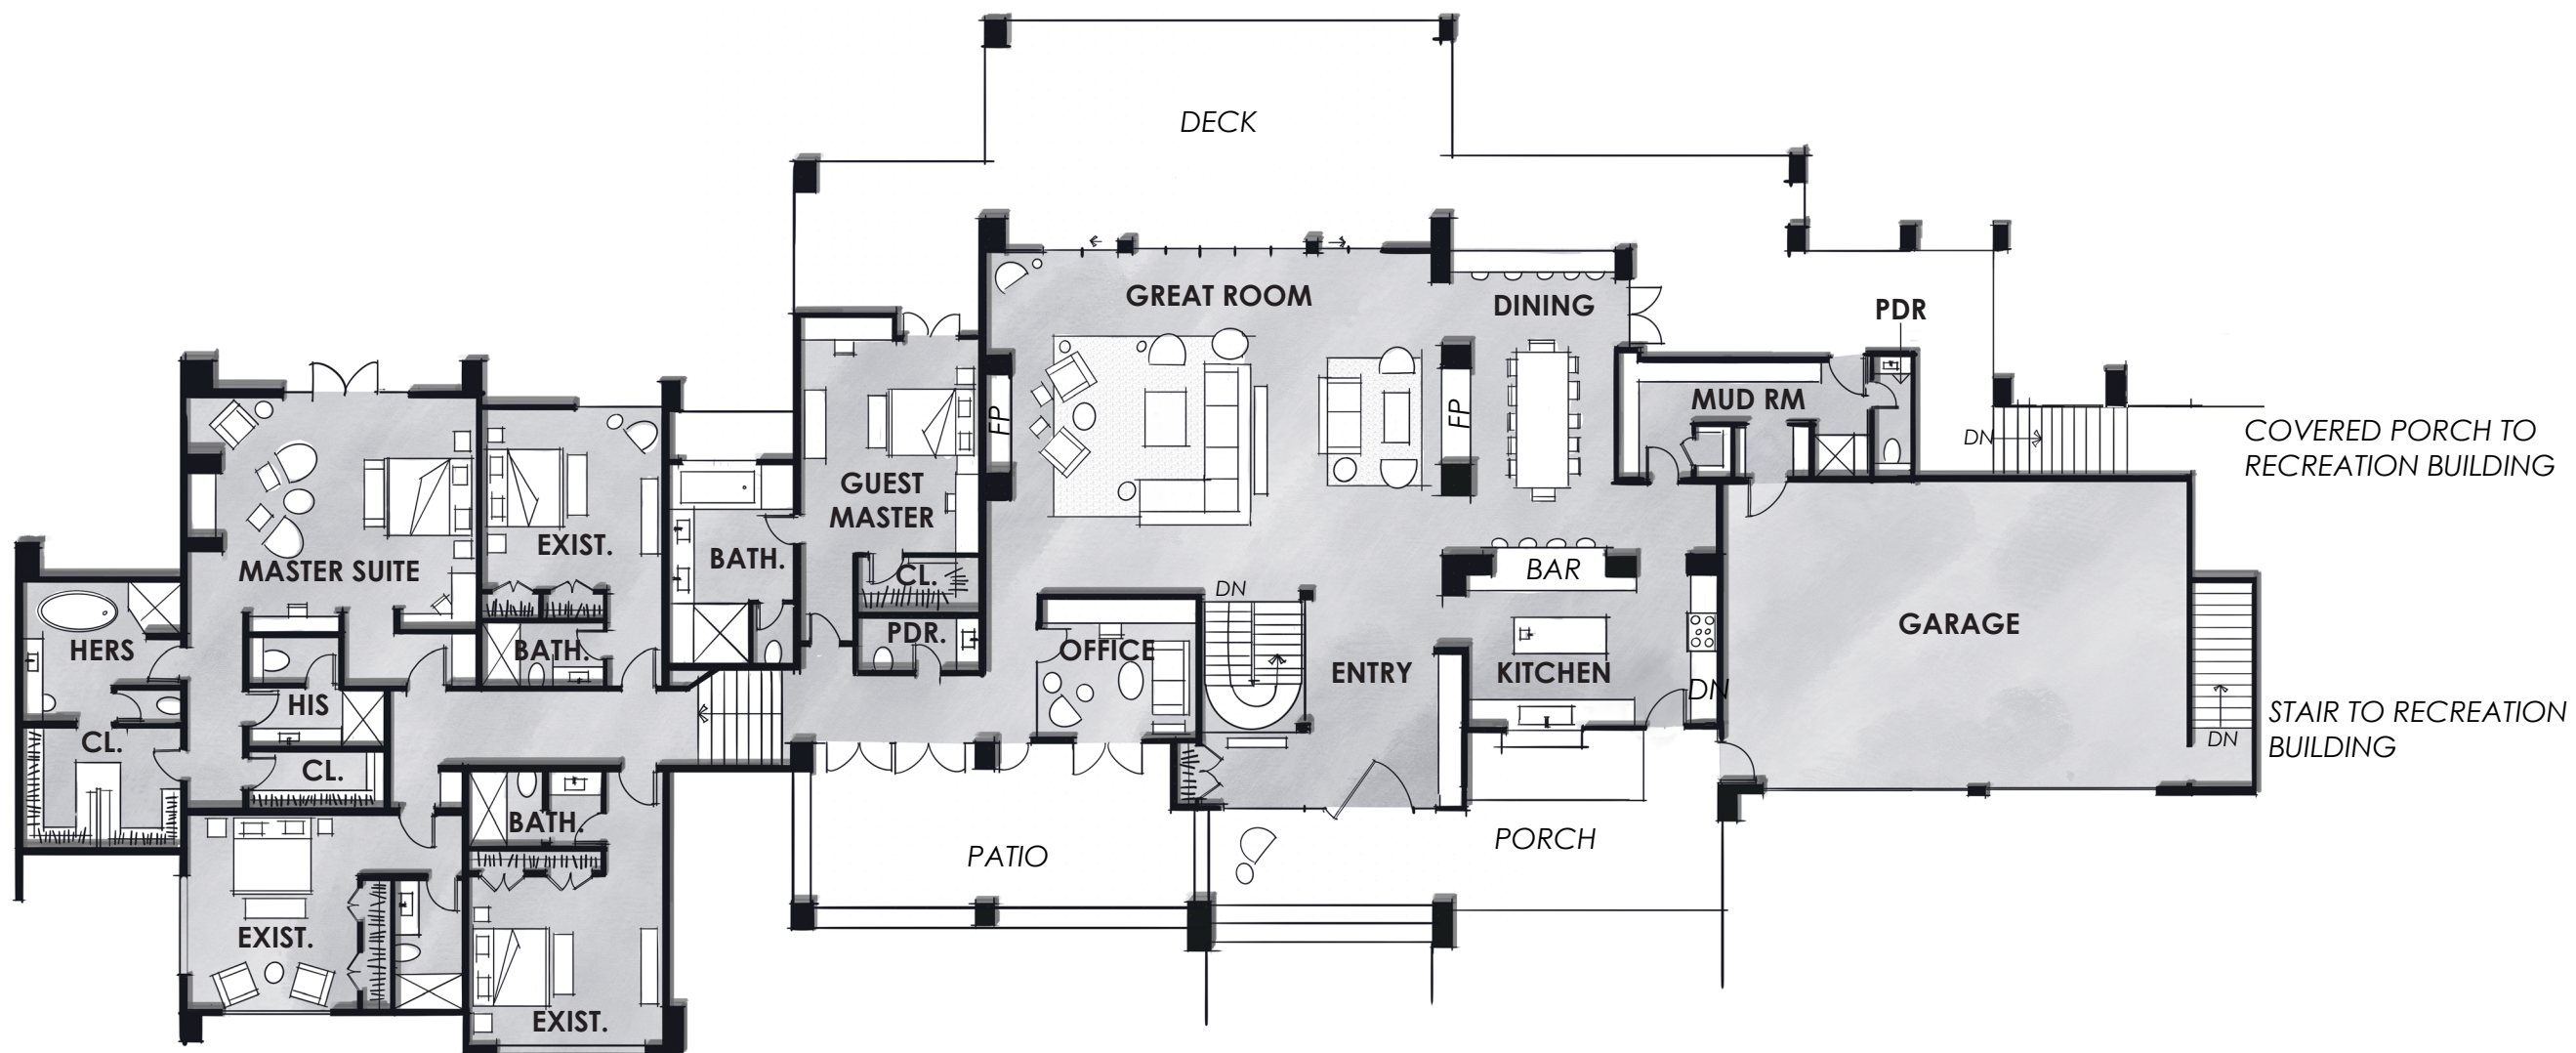 DECK
GREAT ROOM
DINING
PDR
MUD RM
FP
FP
DN
COVERED PORCH TO
RECREATION BUILDING
GUEST
MASTER
EXIST.
BATH.
MASTER SUITE
CL.
BAR
DN
HERS
BATH.
PDR.
OFFICE
ENTRY
KITCHEN
GARAGE
DN
HIS
STAIR TO RECREATION
BUILDING
DN
CL.
CL.
BATH.
PATIO
PORCH
EXIST.
EXIST.